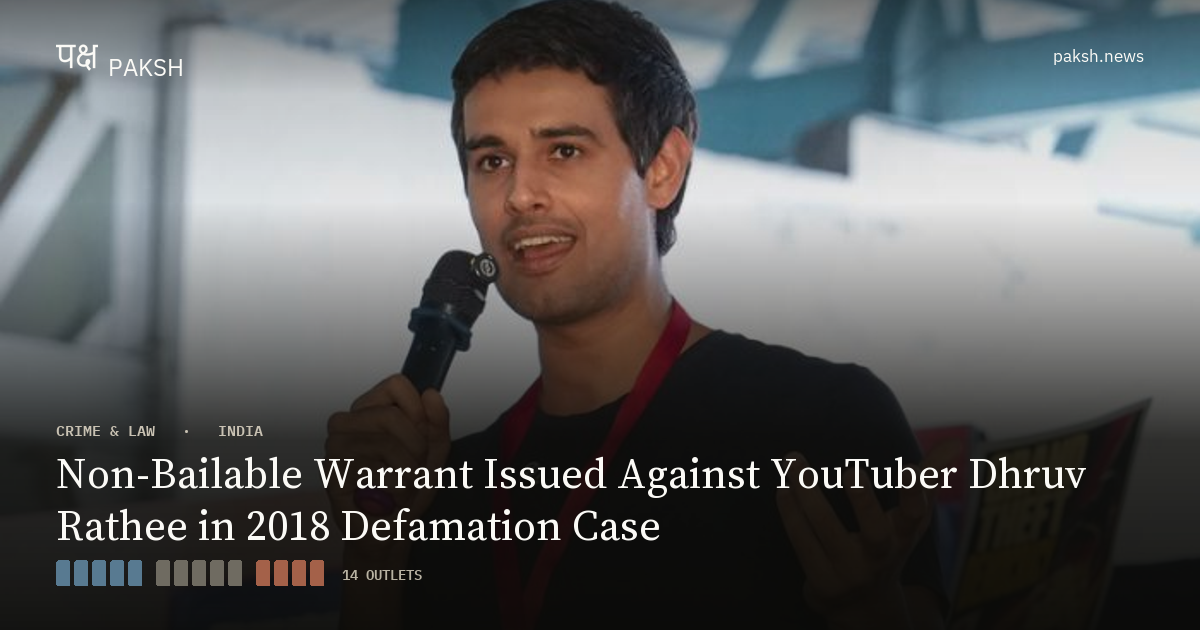 पक्ष PAKSH
paksh.news
CRIME & LAW · INDIA
Non-Bailable Warrant Issued Against YouTuber Dhruv
Rathee in 2018 Defamation Case
14 OUTLETS